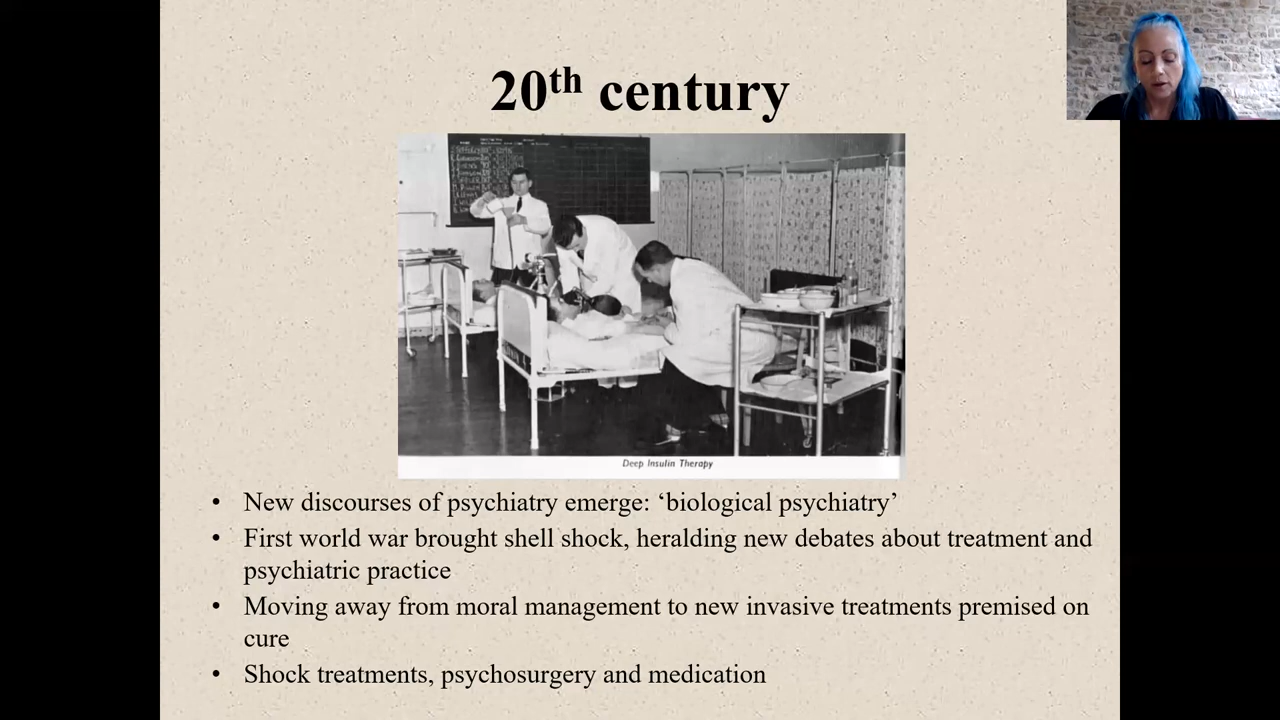 20th century
Deep Insulin Therapy
• New discourses of psychiatry emerge: ‘biological psychiatry’
• First world war brought shell shock, heralding new debates about treatment and
psychiatric practice
• Moving away from moral management to new invasive treatments premised on
cure
• Shock treatments, psychosurgery and medication